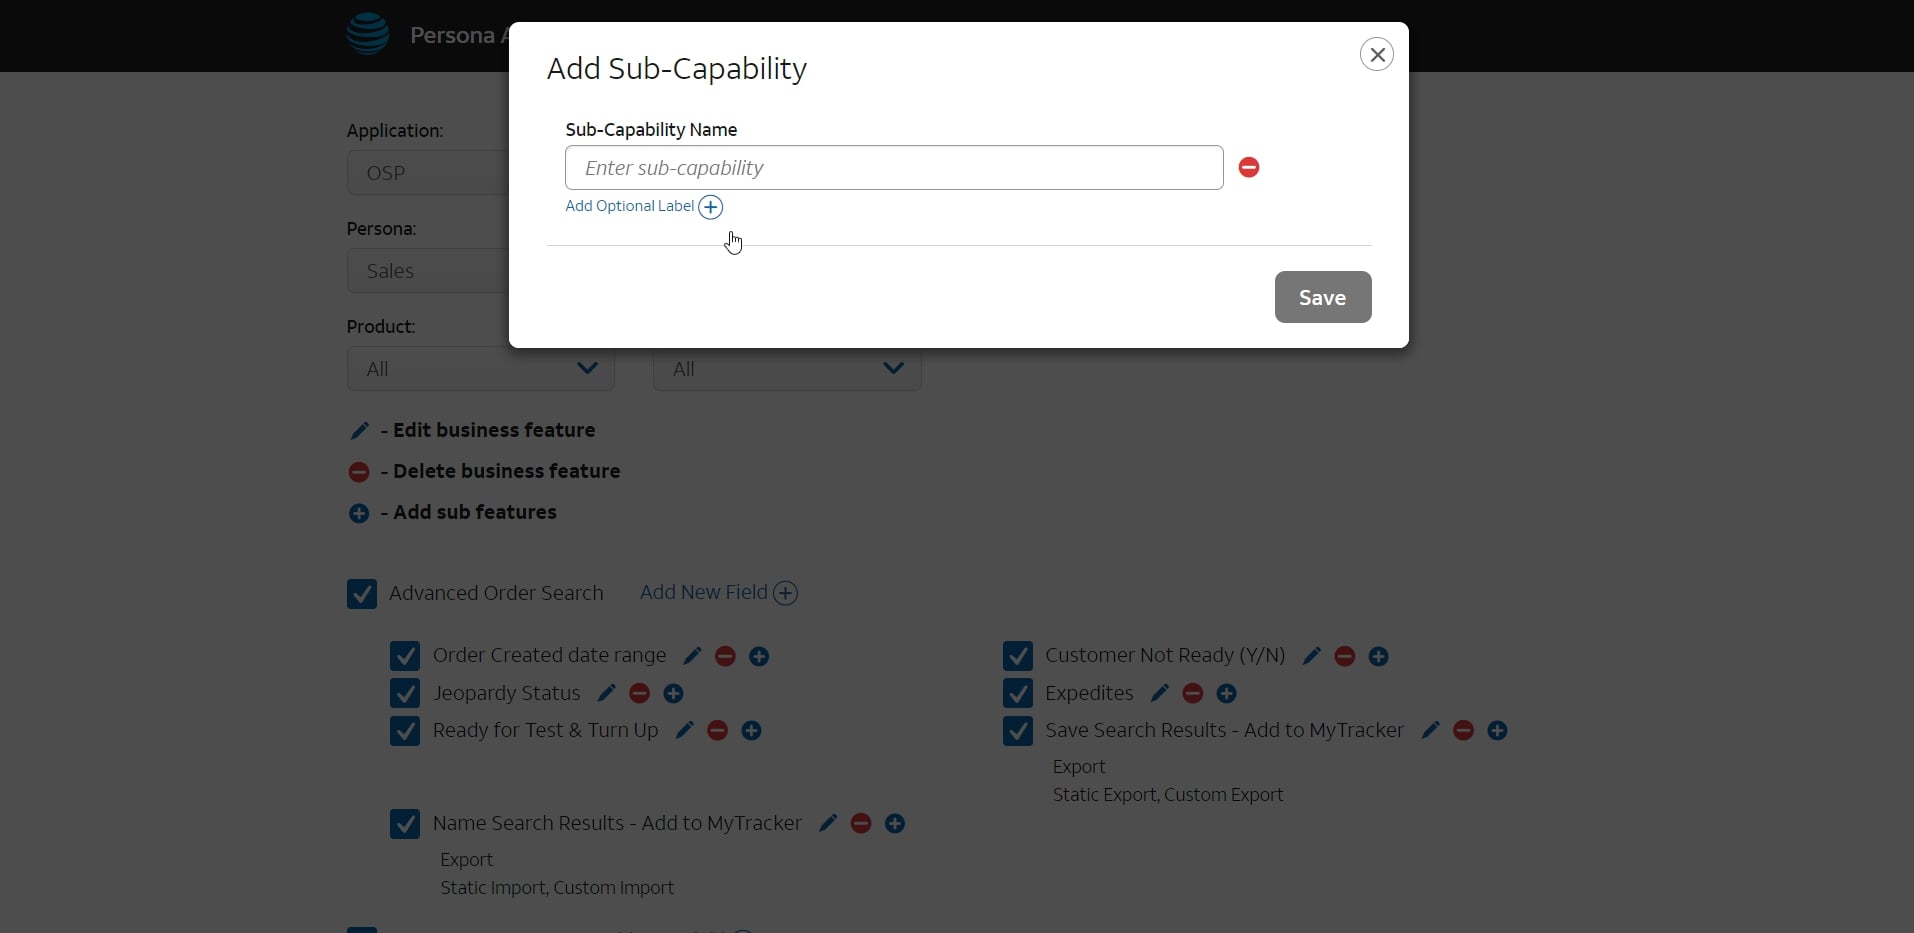 Persona A
Add Sub-Capability
Sub-Capability Name
Enter sub-capability
Add Optional Label
Save
Application:
OSP
Persona:
Sales
Product:
All
All
- Edit business feature
- Delete business feature
- Add sub features
Advanced Order Search Add New Field
Order Created date range Customer Not Ready (Y/N)
Jeopardy Status Expedites
Ready for Test & Turn Up Save Search Results - Add to MyTracker
Export
Static Export, Custom Export
Name Search Results - Add to MyTracker
Export
Static Import, Custom Import